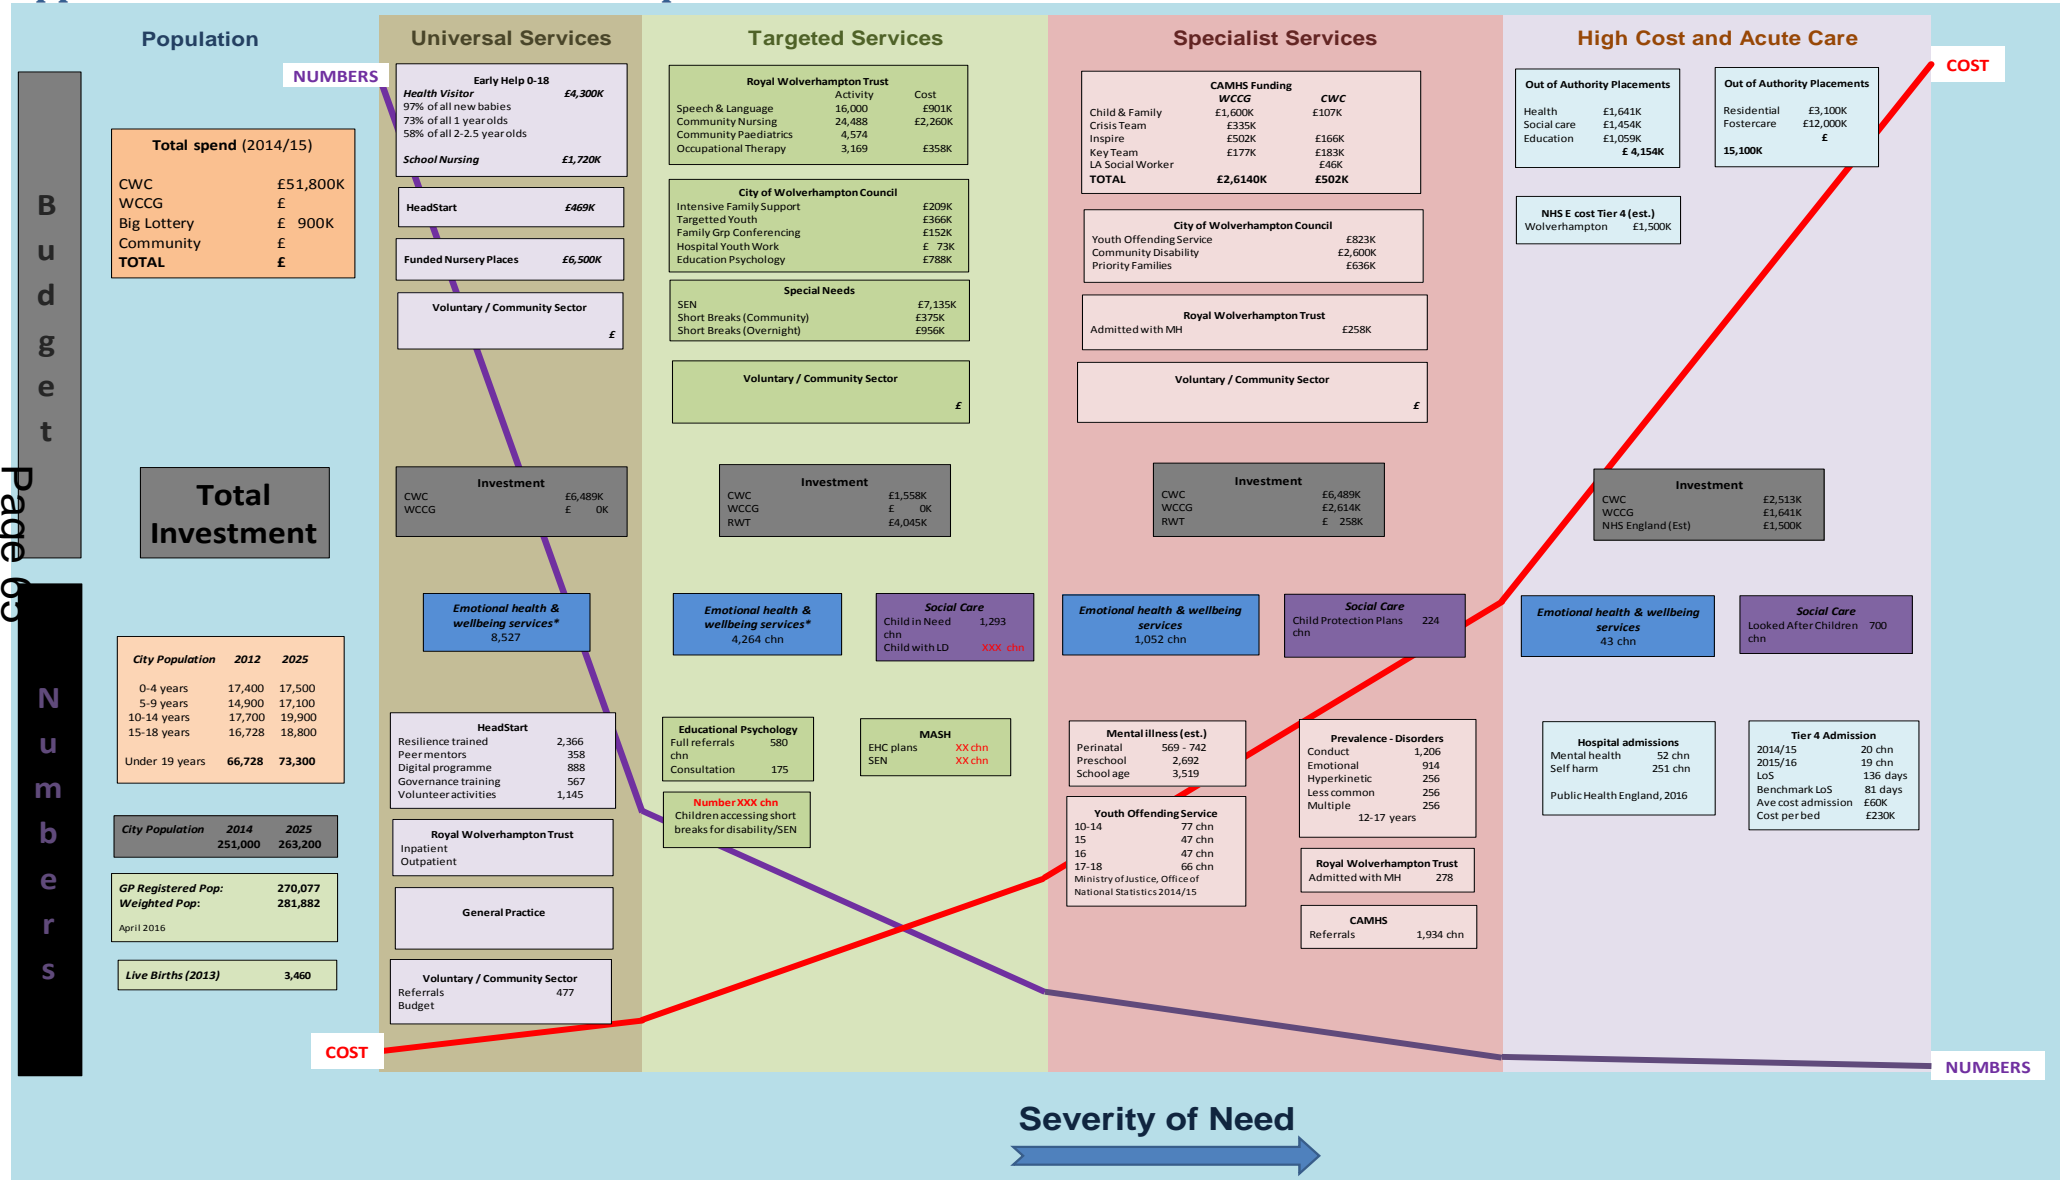 Population
Universal Services
Targeted Services
Specialist Services
High Cost and Acute Care
NUMBERS
COST
Budget
Page 65
Total spend (2014/15)
CWC £51,800K
WCCG £
Big Lottery £ 900K
Community £
TOTAL £
Total
Investment
Early Help 0-18
Health Visitor £4,300K
97% of all new babies
73% of all 1 year olds
58% of all 2-2.5 year olds
School Nursing £1,720K
HeadStart £469K
Funded Nursery Places £6,500K
Voluntary / Community Sector
£
Investment
CWC £6,489K
WCCG £ 0K
Royal Wolverhampton Trust
Activity Cost
Speech & Language 16,000 £901K
Community Nursing 24,488 £2,260K
Community Paediatrics 4,574
Occupational Therapy 3,169 £358K
City of Wolverhampton Council
Intensive Family Support £209K
Targetted Youth £366K
Family Grp Conferencing £152K
Hospital Youth Work £ 73K
Education Psychology £788K
Special Needs
SEN £7,135K
Short Breaks (Community) £375K
Short Breaks (Overnight) £956K
Voluntary / Community Sector
£
Investment
CWC £1,558K
WCCG £ 0K
RWT £4,045K
CAMHS Funding
WCCG CWC
Child & Family £1,600K £107K
Crisis Team £335K
Inspire £502K £166K
Key Team £177K £183K
LA Social Worker £46K
TOTAL £2,6140K £502K
City of Wolverhampton Council
Youth Offending Service £823K
Community Disability £2,600K
Priority Families £636K
Royal Wolverhampton Trust
Admitted with MH £258K
Voluntary / Community Sector
£
Investment
CWC £6,489K
WCCG £2,614K
RWT £ 258K
Out of Authority Placements
Health £1,641K
Social care £1,454K
Education £1,059K
£ 4,154K
Out of Authority Placements
Residential £3,100K
Fostercare £12,000K
£
15,100K
NHS E cost Tier 4 (est.)
Wolverhampton £1,500K
Investment
CWC £2,513K
WCCG £1,641K
NHS England (Est) £1,500K
Numbers
City Population 2012 2025
0-4 years 17,400 17,500
5-9 years 14,900 17,100
10-14 years 17,700 19,900
15-18 years 16,728 18,800
Under 19 years 66,728 73,300
City Population 2014 2025
251,000 263,200
GP Registered Pop: 270,077
Weighted Pop: 281,882
April 2016
Live Births (2013) 3,460
Emotional health &
wellbeing services*
8,527
HeadStart
Resilience trained 2,366
Peer mentors 358
Digital programme 888
Governance training 567
Volunteer activities 1,145
Royal Wolverhampton Trust
Inpatient
Outpatient
General Practice
Voluntary / Community Sector
Referrals 477
Budget
Emotional health &
wellbeing services*
4,264 chn
Social Care
Child in Need 1,293
chn
Child with LD XXX chn
Educational Psychology
Full referrals 580
chn
Consultation 175
MASH
EHC plans XX chn
SEN XX chn
Number XXX chn
Children accessing short
breaks for disability/SEN
Emotional health & wellbeing
services
1,052 chn
Social Care
Child Protection Plans 224
chn
Mental illness (est.)
Perinatal 569 - 742
Preschool 2,692
School age 3,519
Youth Offending Service
10-14 77 chn
15 47 chn
16 47 chn
17-18 66 chn
Ministry of Justice, Office of
National Statistics 2014/15
Prevalence - Disorders
Conduct 1,206
Emotional 914
Hyperkinetic 256
Less common 256
Multiple 256
12-17 years
Royal Wolverhampton Trust
Admitted with MH 278
CAMHS
Referrals 1,934 chn
Emotional health & wellbeing
services
43 chn
Social Care
Looked After Children 700
chn
Hospital admissions
Mental health 52 chn
Self harm 251 chn
Public Health England, 2016
Tier 4 Admission
2014/15 20 chn
2015/16 19 chn
LoS 136 days
Benchmark LoS 81 days
Ave cost admission £60K
Cost per bed £230K
COST
NUMBERS
Severity of Need